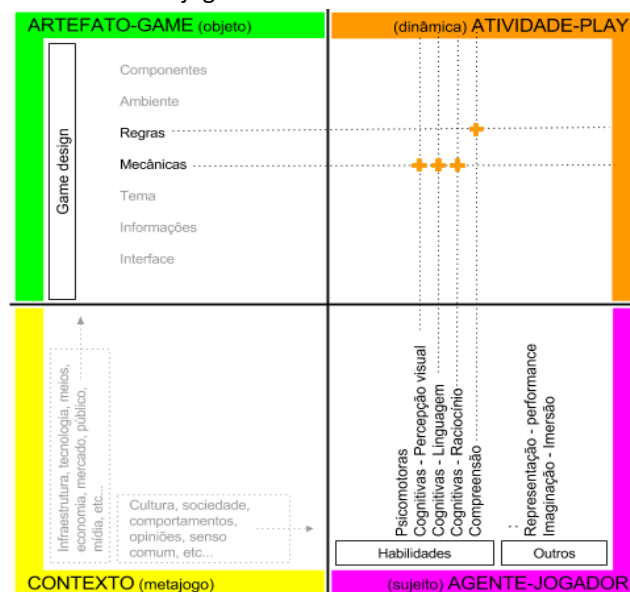 jog
ARTEFATO-GAME (objeto)
(dinâmica) ATIVIDADE-PLAY
Game design
Componentes
Ambiente
Regras
Mecânicas
Tema
Informações
Interface
Infraestrutura, tecnologia, meios,
economia, mercado, público,
mídia, etc...
Cultura, sociedade,
comportamentos,
opiniões, senso
comum, etc...
Psicomotoras
Cognitivas - Percepção visual
Cognitivas - Linguagem
Cognitivas - Raciocínio
Compreensão
Representação - performance
Imaginação - Imersão
Habilidades
Outros
CONTEXTO (metajogo)
(sujeito) AGENTE-JOGADOR